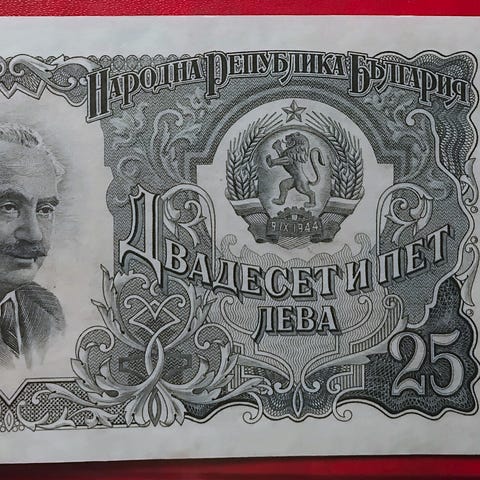 Народна Република България
9·IX·1944
Двадесет и пет
лева
25